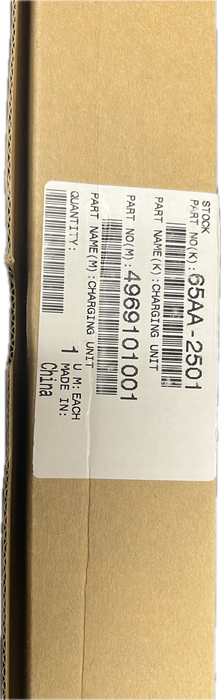 STOCK
PART NO(K): 65AA-2501
PART NAME(K):CHARGING UNIT
PART NO(M): 4969101001
PART NAME(M):CHARGING UNIT
QUANTITY: 1 U M: EACH
MADE IN:
China